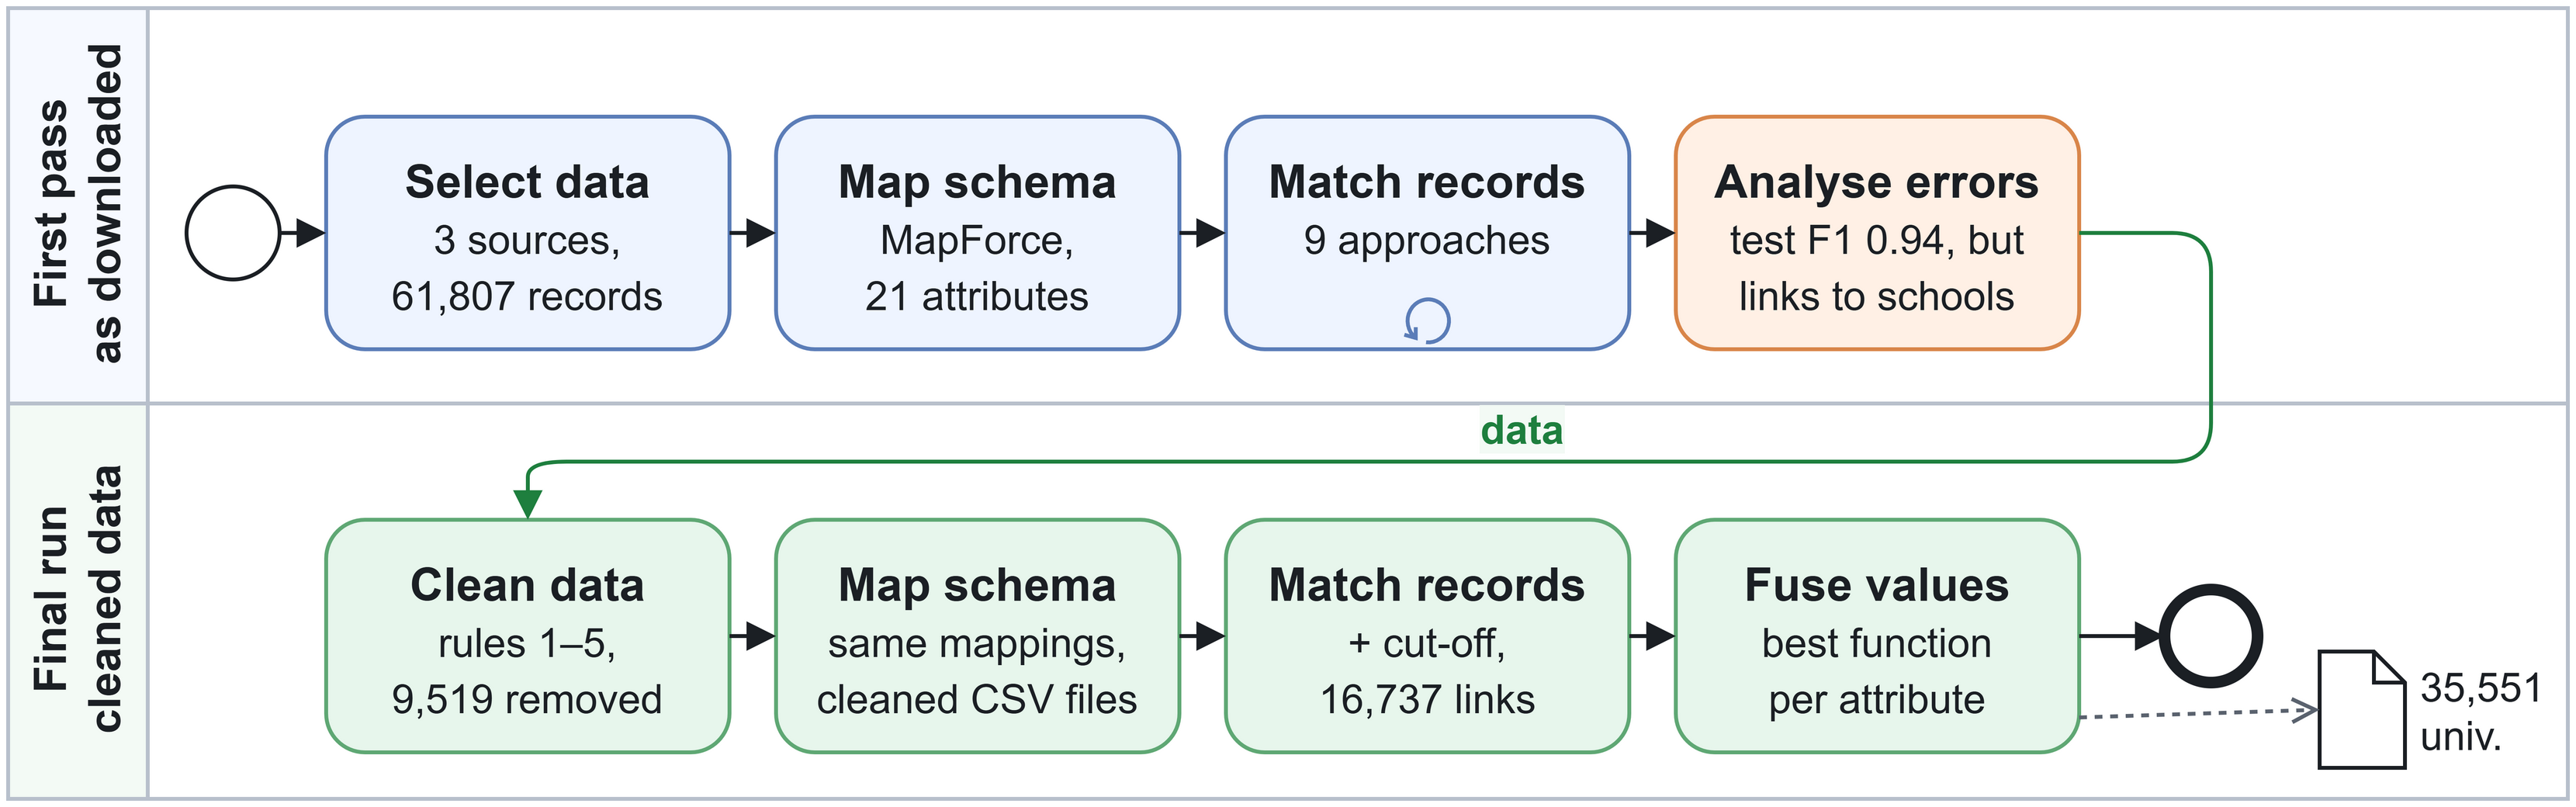 First pass
as downloaded
Select data
3 sources,
61,807 records
Map schema
MapForce,
21 attributes
Match records
9 approaches
Analyse errors
test F1 0.94, but
links to schools
data
Final run
cleaned data
Clean data
rules 1–5,
9,519 removed
Map schema
same mappings,
cleaned CSV files
Match records
+ cut-off,
16,737 links
Fuse values
best function
per attribute
35,551
univ.